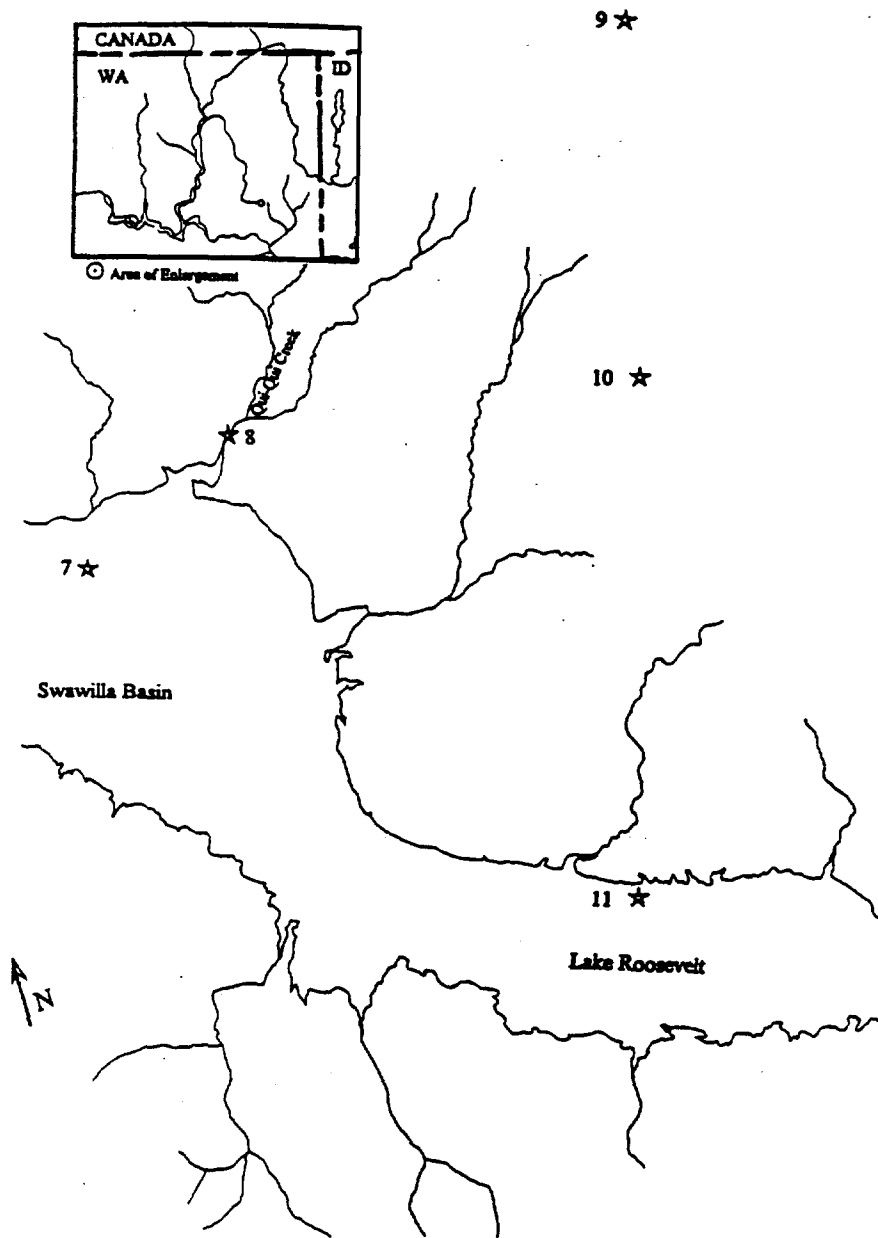 9
CANADA
WA
ID
Area of Enlargement
Qui-Qui Creek
10
8
7
Swawilla Basin
11
Lake Roosevelt
N